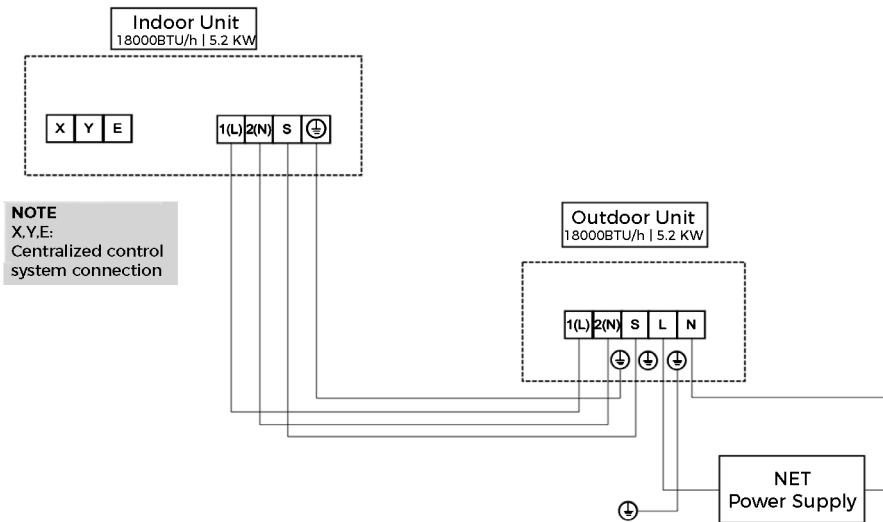 Indoor Unit
18000BTU/h | 5.2 KW
X Y E
1(L) 2(N) S
NOTE
X,Y,E:
Centralized control
system connection
Outdoor Unit
18000BTU/h | 5.2 KW
1(L) 2(N) S L N
NET
Power Supply